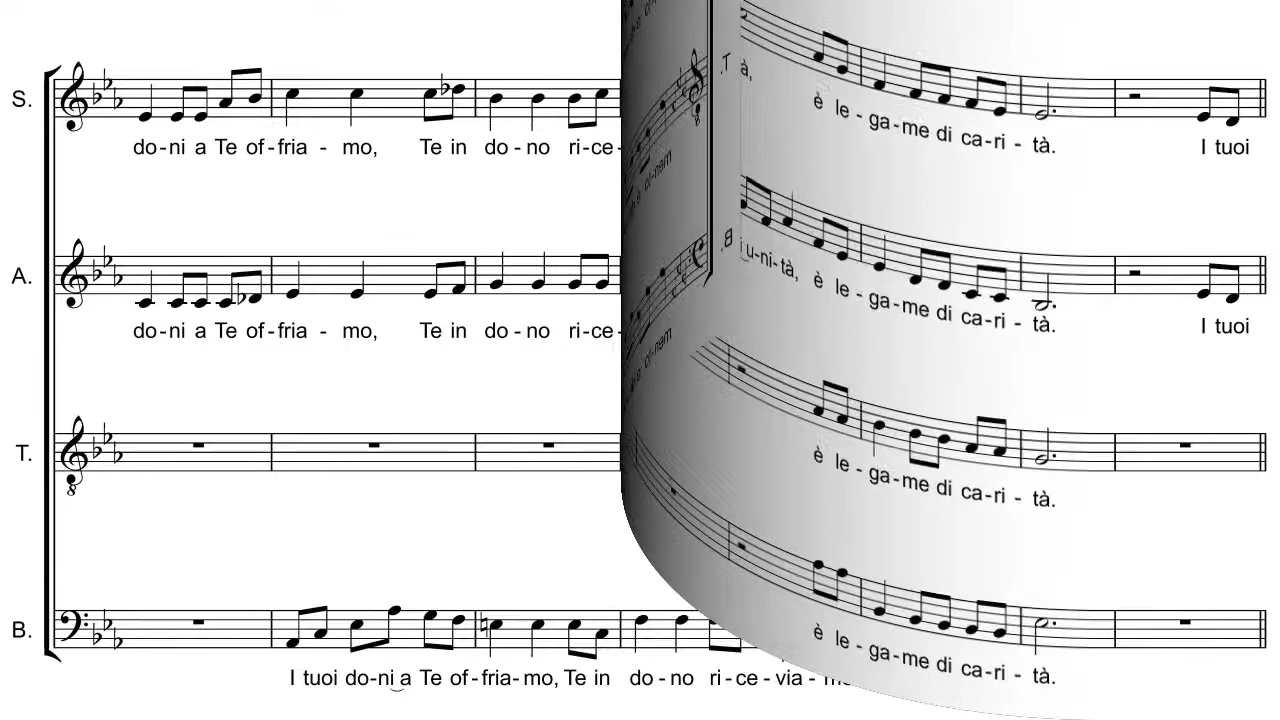 S.
do-ni a Te of-fria - mo, Te in do-no ri-ce-
à,
è le-ga-me di ca-ri - tà. I tuoi
A.
do-ni a Te of-fria - mo, Te in do-no ri-ce-
i u-ni-tà, è le-ga-me di ca-ri - tà. I tuoi
T.
è le-ga-me di ca-ri - tà.
B.
I tuoi do-ni a Te of-fria-mo, Te in do-no ri-ce-via-
è le-ga-me di ca-ri - tà.